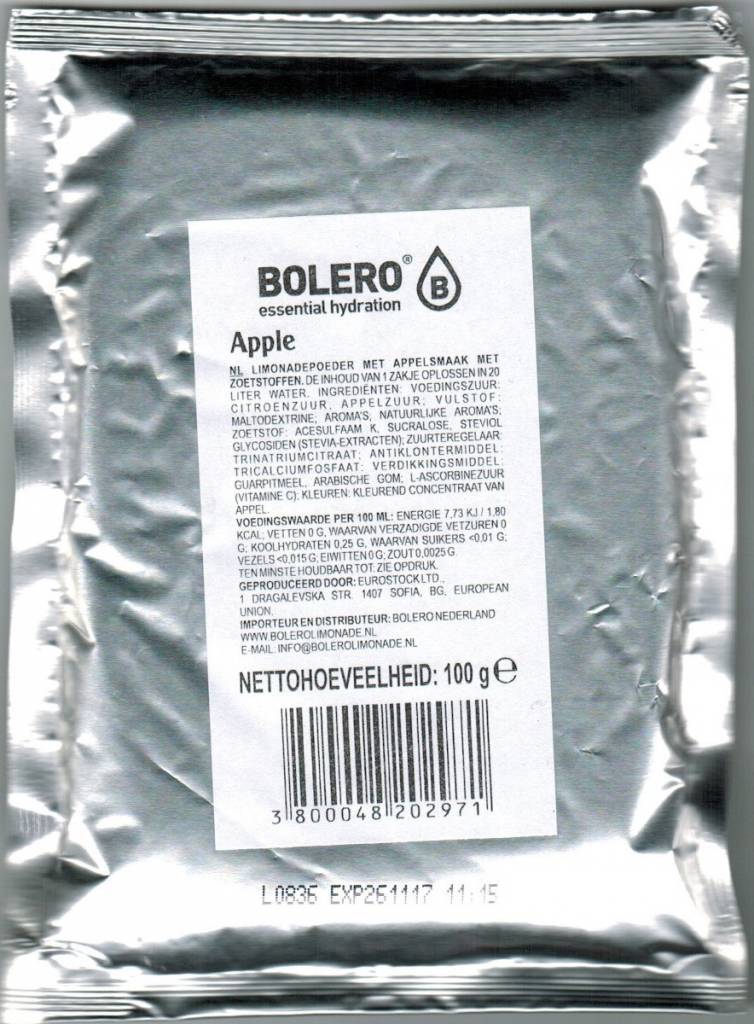 BOLERO® B
essential hydration
Apple
NL LIMONADEPOEDER MET APPELSMAAK MET
ZOETSTOFFEN. DE INHOUD VAN 1 ZAKJE OPLOSSEN IN 20
LITER WATER. INGREDIËNTEN: VOEDINGSZUUR:
CITROENZUUR, APPELZUUR; VULSTOF:
MALTODEXTRINE; AROMA'S, NATUURLIJKE AROMA'S;
ZOETSTOF: ACESULFAAM K, SUCRALOSE, STEVIOL
GLYCOSIDEN (STEVIA-EXTRACTEN); ZUURTEREGELAAR:
TRINATRIUMCITRAAT; ANTIKLONTERMIDDEL:
TRICALCIUMFOSFAAT; VERDIKKINGSMIDDEL:
GUARPITMEEL, ARABISCHE GOM; L-ASCORBINEZUUR
(VITAMINE C); KLEUREN: KLEUREND CONCENTRAAT VAN
APPEL.
VOEDINGSWAARDE PER 100 ML: ENERGIE 7,73 KJ / 1,80
KCAL; VETTEN 0 G, WAARVAN VERZADIGDE VETZUREN 0
G; KOOLHYDRATEN 0,25 G, WAARVAN SUIKERS <0,01 G;
VEZELS <0,015 G, EIWITTEN 0 G; ZOUT 0,0025 G.
TEN MINSTE HOUDBAAR TOT: ZIE OPDRUK.
GEPRODUCEERD DOOR: EUROSTOCK LTD.,
1 DRAGALEVSKA STR. 1407 SOFIA, BG, EUROPEAN
UNION.
IMPORTEUR EN DISTRIBUTEUR: BOLERO NEDERLAND
WWW.BOLEROLIMONADE.NL
E-MAIL: INFO@BOLEROLIMONADE.NL
NETTOHOEVEELHEID: 100 g ℮
3 800048 202971
L0836 EXP261117 11:15